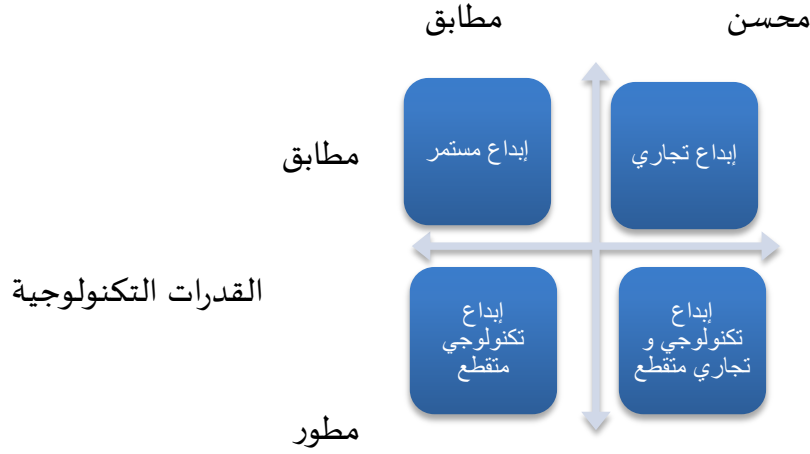 محسن
مطابق
مطابق
إبداع تجاري
إبداع مستمر
القدرات التكنولوجية
إبداع
تكنولوجي و
تجاري متقطع
إبداع
تكنولوجي
متقطع
مطور